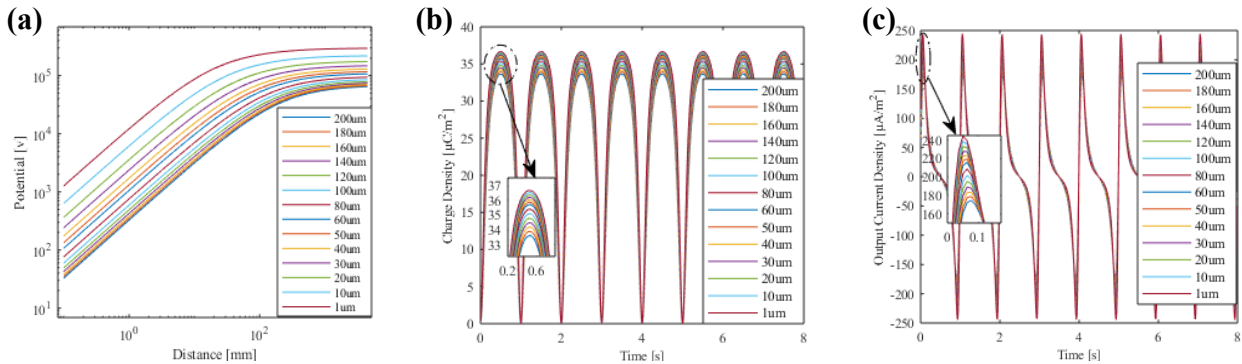 (a)
Potential [v]
10^5
10^4
10^3
10^2
10^1
10^0
10^2
Distance [mm]
200um
180um
160um
140um
120um
100um
80um
60um
50um
40um
30um
20um
10um
1um
(b)
Charge Density [μC/m²]
40
35
30
25
20
15
10
5
0
0 2 4 6 8
Time [s]
37
36
35
34
33
0.2 0.6
200um
180um
160um
140um
120um
100um
80um
60um
50um
40um
30um
20um
10um
1um
(c)
Output Current Density [μA/m²]
250
200
150
100
50
0
-50
-100
-150
-200
-250
0 1 2 3 4 5 6 7 8
Time [s]
240
220
200
180
160
0 0.1
200um
180um
160um
140um
120um
100um
80um
60um
50um
40um
30um
20um
10um
1um